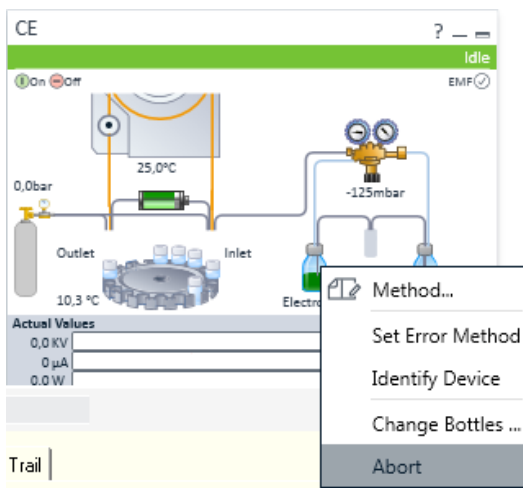 CE
?
Idle
On Off
EMF
25,0°C
0,0bar
-125mbar
Outlet
Inlet
10,3 °C
Electro
Actual Values
0,0 KV
0 µA
0.0 W
Method...
Set Error Method
Identify Device
Change Bottles ...
Abort
Trail